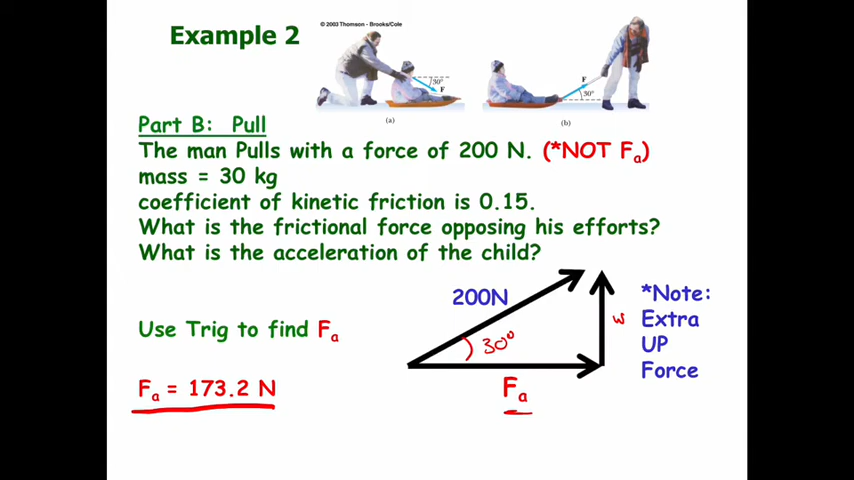 Example 2
© 2003 Thomson - Brooks/Cole
30°
F
(a)
F
30°
(b)
Part B: Pull
The man Pulls with a force of 200 N. (*NOT Fa)
mass = 30 kg
coefficient of kinetic friction is 0.15.
What is the frictional force opposing his efforts?
What is the acceleration of the child?
200N
*Note:
Extra
UP
Force
Use Trig to find Fa
30°
Fa = 173.2 N
Fa